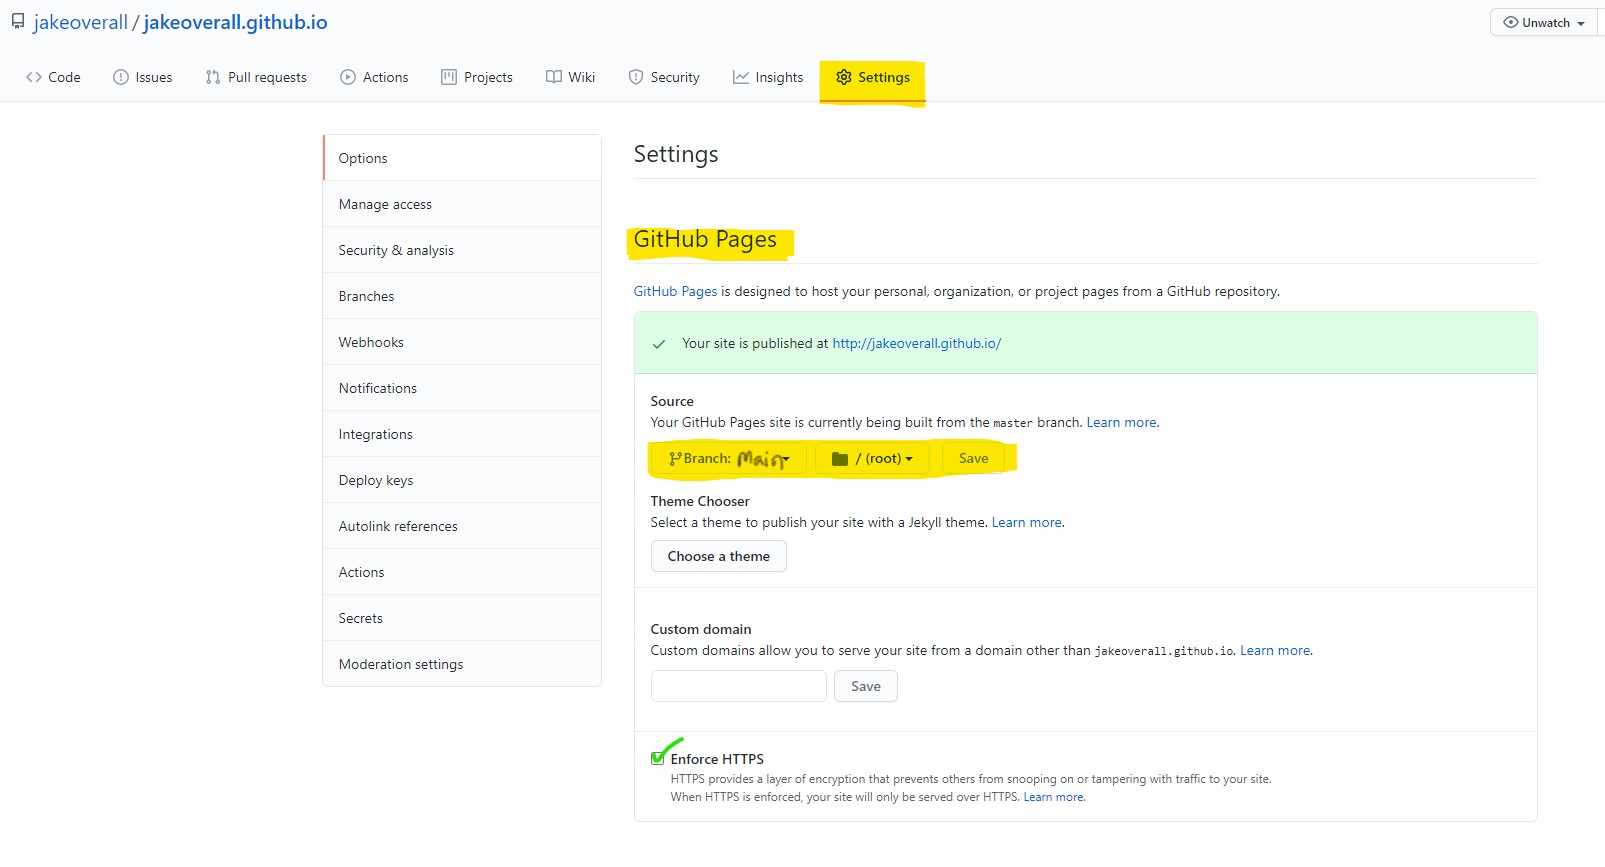 jakeoverall / jakeoverall.github.io
Unwatch
Code Issues Pull requests Actions Projects Wiki Security Insights Settings
Options
Manage access
Security & analysis
Branches
Webhooks
Notifications
Integrations
Deploy keys
Autolink references
Actions
Secrets
Moderation settings
Settings
GitHub Pages
GitHub Pages is designed to host your personal, organization, or project pages from a GitHub repository.
Your site is published at http://jakeoverall.github.io/
Source
Your GitHub Pages site is currently being built from the master branch. Learn more.
Branch: Main / (root) Save
Theme Chooser
Select a theme to publish your site with a Jekyll theme. Learn more.
Choose a theme
Custom domain
Custom domains allow you to serve your site from a domain other than jakeoverall.github.io. Learn more.
Save
Enforce HTTPS
HTTPS provides a layer of encryption that prevents others from snooping on or tampering with traffic to your site.
When HTTPS is enforced, your site will only be served over HTTPS. Learn more.